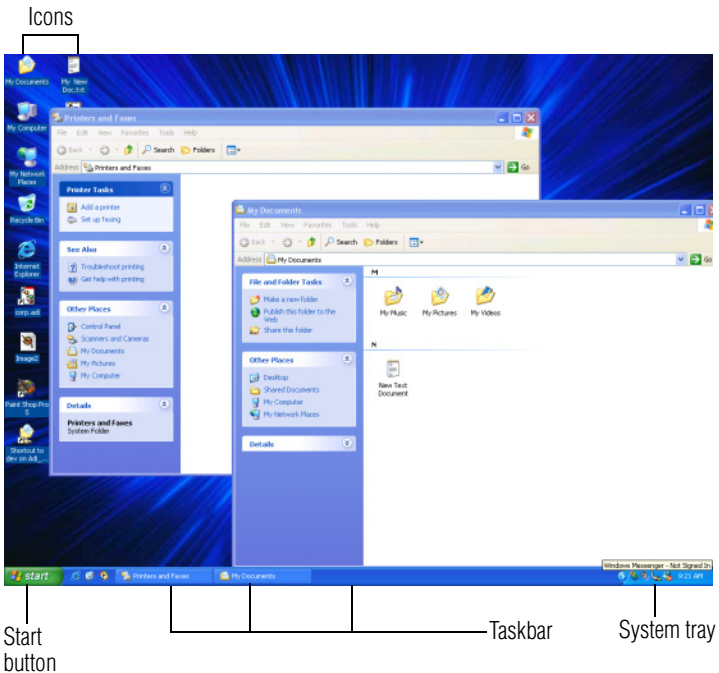 Icons
My Documents
My New
Doc.txt
My Computer
My Network
Places
Recycle Bin
Internet
Explorer
corp.adl
Image2
Paint Shop Pro
5
Shortcut to
dev on Adi_...
Printers and Faxes
File Edit View Favorites Tools Help
Back Search Folders
Address Printers and Faxes Go
Printer Tasks
Add a printer
Set up faxing
See Also
Troubleshoot printing
Get help with printing
Other Places
Control Panel
Scanners and Cameras
My Documents
My Pictures
My Computer
Details
Printers and Faxes
System Folder
My Documents
File Edit View Favorites Tools Help
Back Search Folders
Address My Documents Go
File and Folder Tasks
Make a new folder
Publish this folder to the
Web
Share this folder
Other Places
Desktop
Shared Documents
My Computer
My Network Places
Details
M
My Music My Pictures My Videos
N
New Text
Document
Windows Messenger - Not Signed In
start Printers and Faxes My Documents 9:21 AM
Start
button
Taskbar
System tray